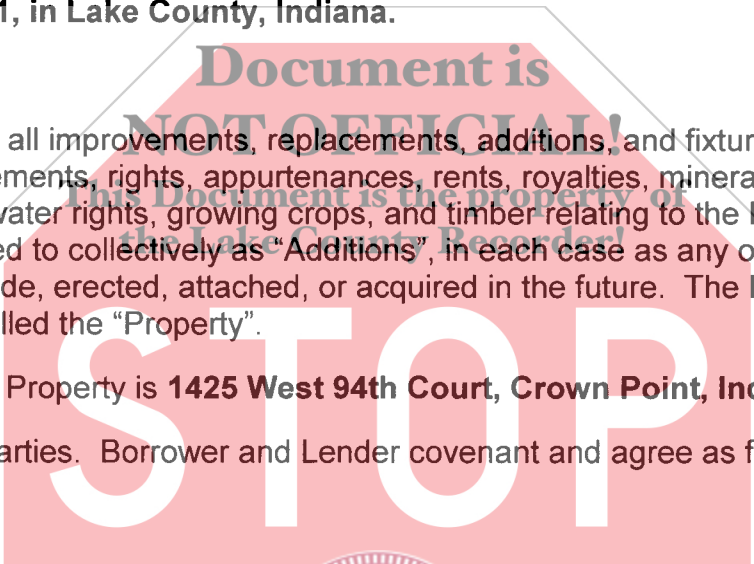 1, in Lake County, Indiana.
Document is
NOT OFFICIAL!
all improvements, replacements, additions, and fixtur
ements, rights, appurtenances, rents, royalties, minera
This Document is the property of
vater rights, growing crops, and timber relating to the
the Lake County Recorder!
ed to collectively as “Additions”, in each case as any o
de, erected, attached, or acquired in the future. The
lled the “Property”.
STOP
Property is 1425 West 94th Court, Crown Point, Ind
arties. Borrower and Lender covenant and agree as f